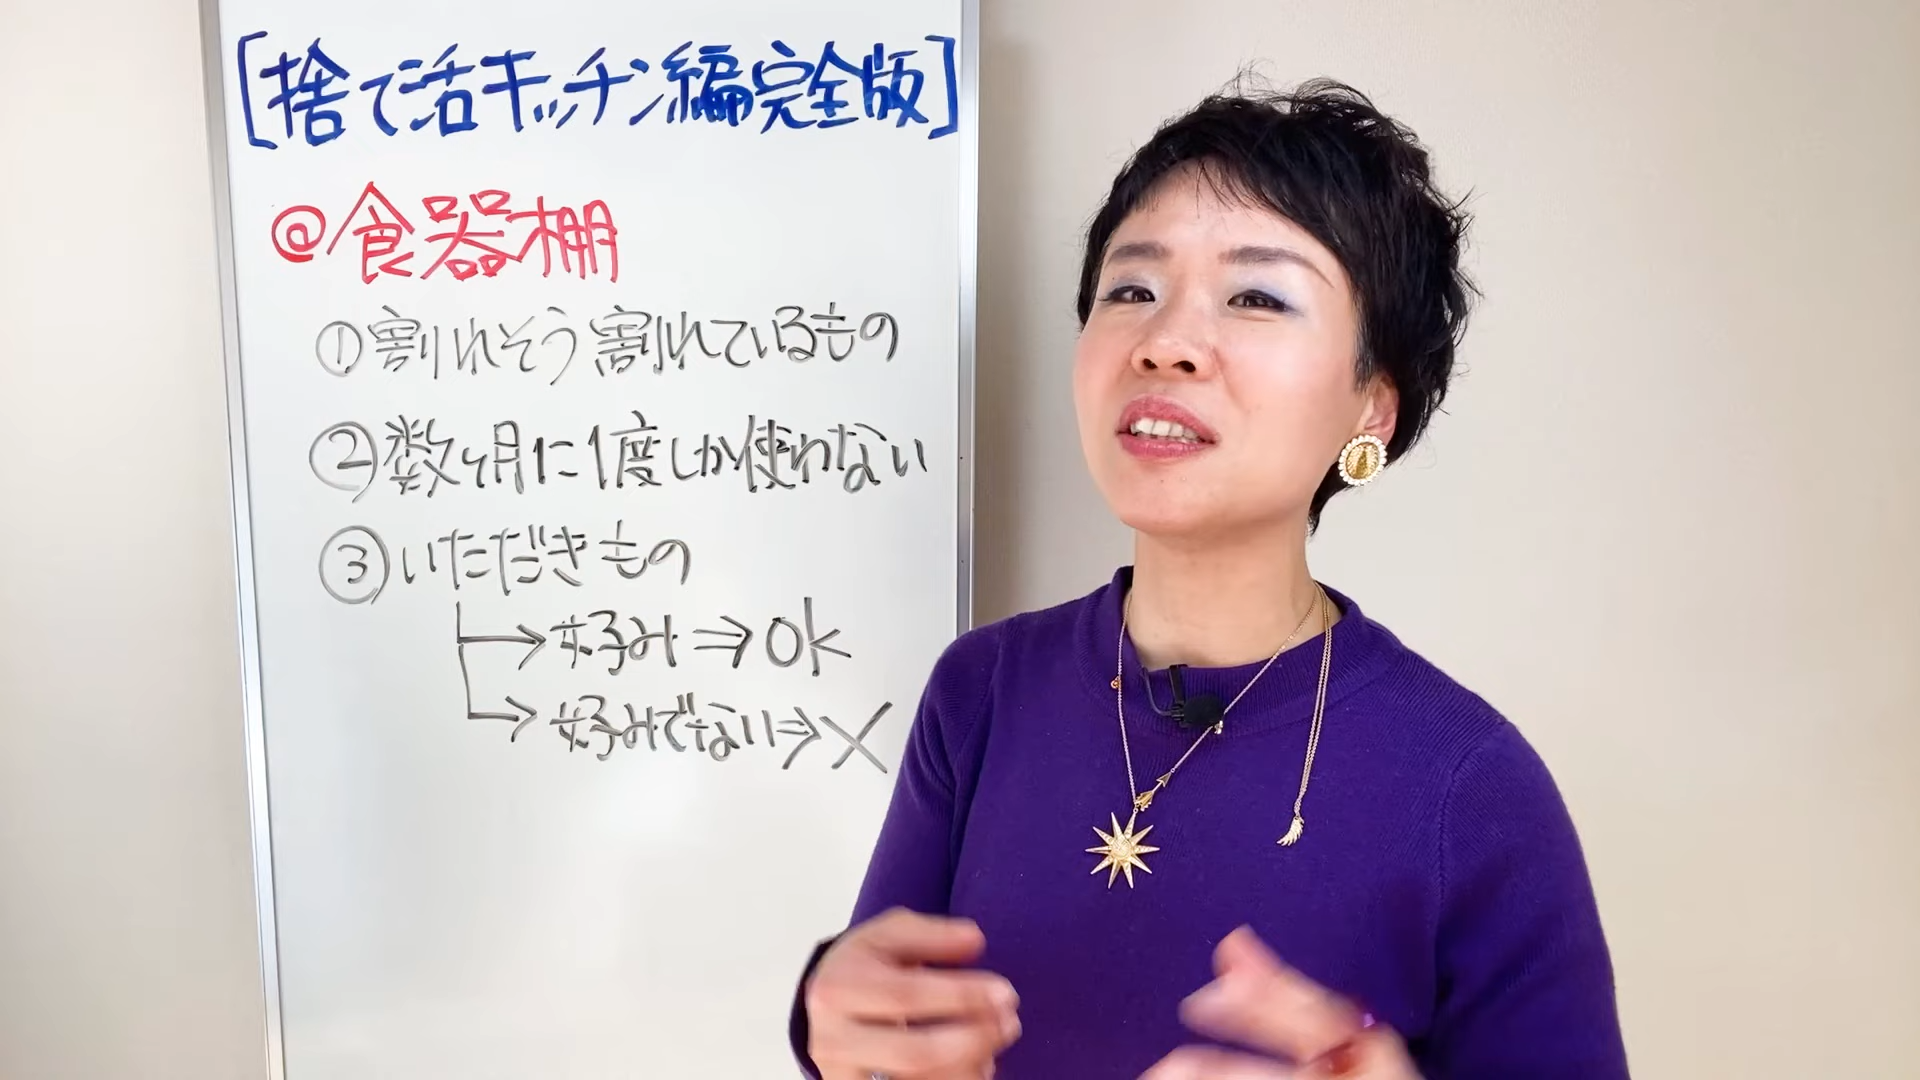 [捨て活キッチン編完全版]
@食器棚
①割れそう割れているもの
②数ヶ月に1度しか使わない
③いただきもの
→好み⇒OK
→好みでない⇒×